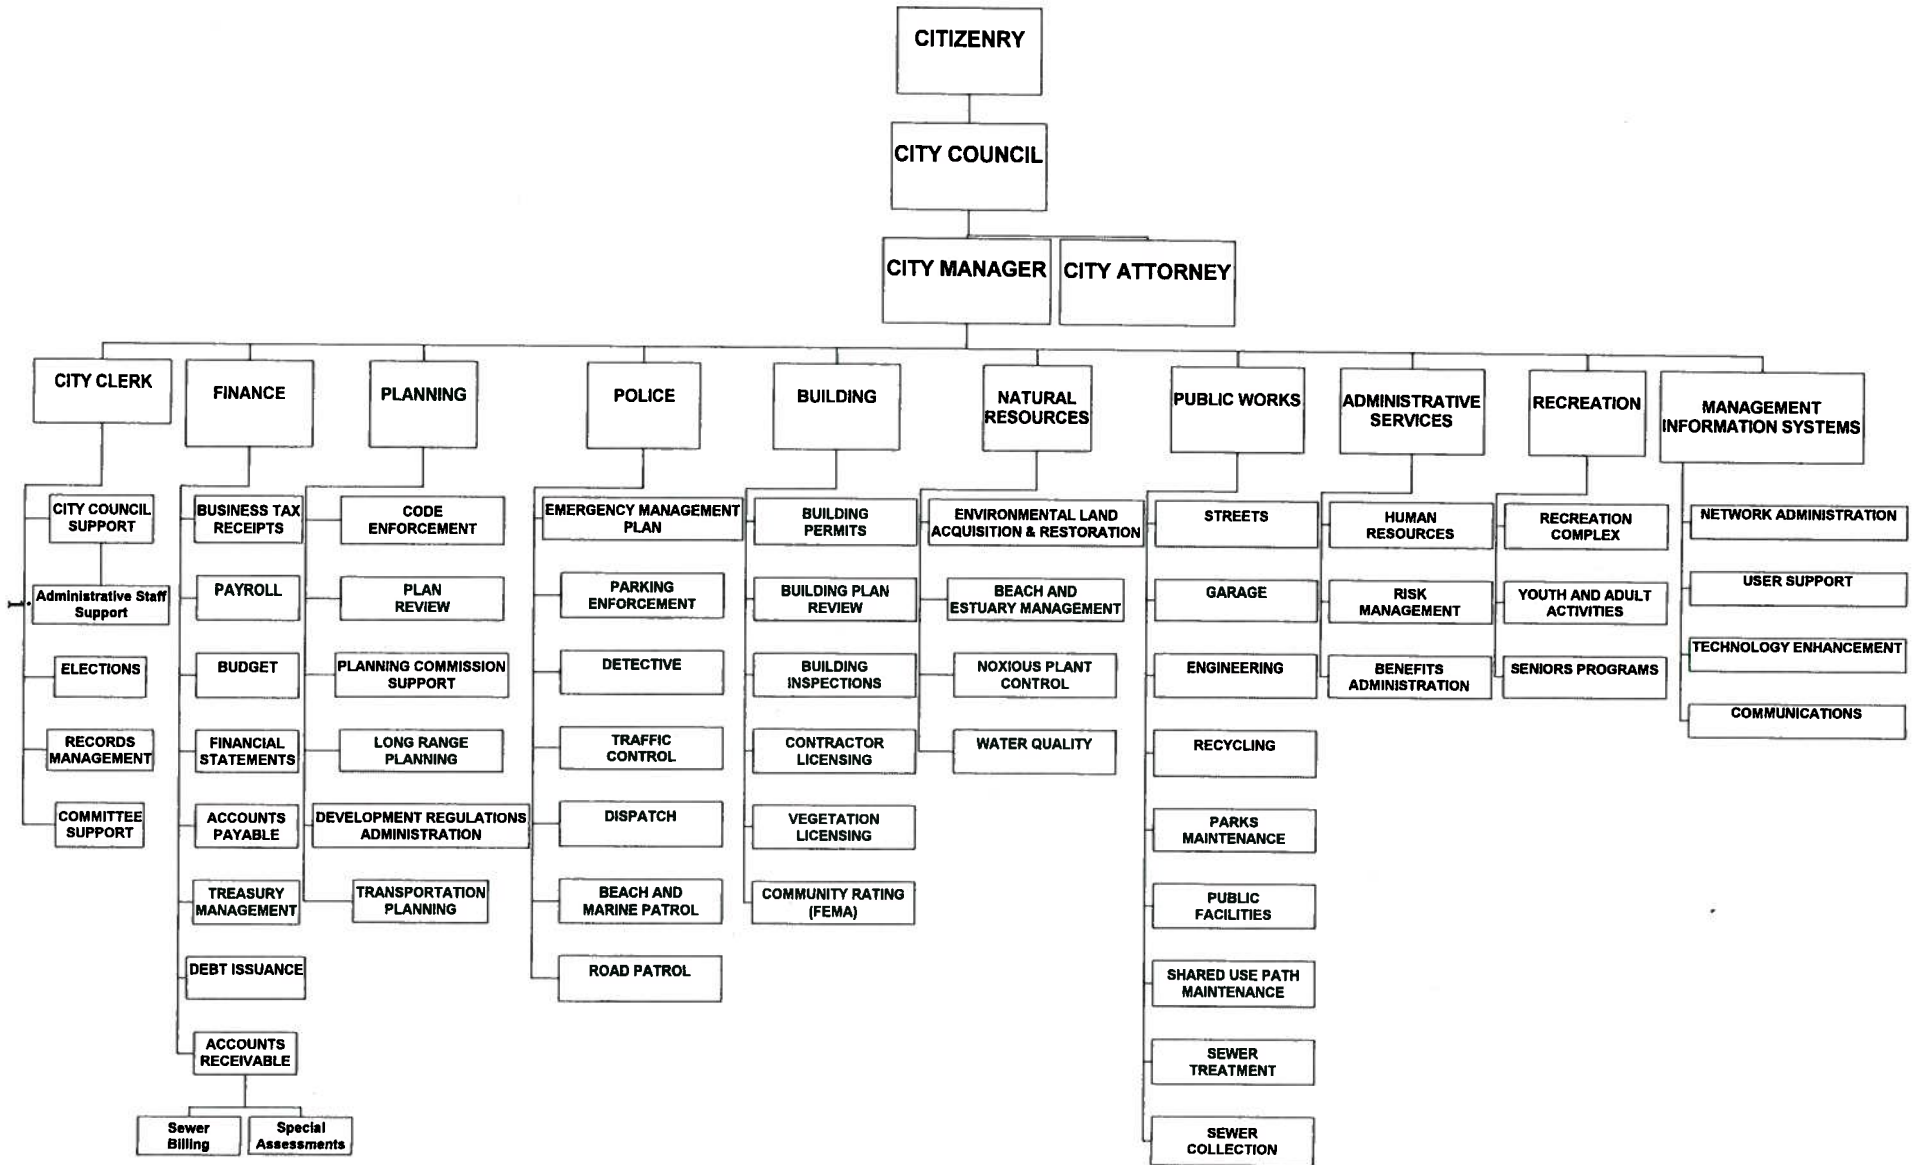 CITIZENRY
CITY COUNCIL
CITY MANAGER
CITY ATTORNEY
CITY CLERK
FINANCE
PLANNING
POLICE
BUILDING
NATURAL
RESOURCES
PUBLIC WORKS
ADMINISTRATIVE
SERVICES
RECREATION
MANAGEMENT
INFORMATION SYSTEMS
CITY COUNCIL
SUPPORT
Administrative Staff
Support
ELECTIONS
RECORDS
MANAGEMENT
COMMITTEE
SUPPORT
BUSINESS TAX
RECEIPTS
PAYROLL
BUDGET
FINANCIAL
STATEMENTS
ACCOUNTS
PAYABLE
TREASURY
MANAGEMENT
DEBT ISSUANCE
ACCOUNTS
RECEIVABLE
Sewer
Billing
Special
Assessments
CODE
ENFORCEMENT
PLAN
REVIEW
PLANNING COMMISSION
SUPPORT
LONG RANGE
PLANNING
DEVELOPMENT REGULATIONS
ADMINISTRATION
TRANSPORTATION
PLANNING
EMERGENCY MANAGEMENT
PLAN
PARKING
ENFORCEMENT
DETECTIVE
TRAFFIC
CONTROL
DISPATCH
BEACH AND
MARINE PATROL
ROAD PATROL
BUILDING
PERMITS
BUILDING PLAN
REVIEW
BUILDING
INSPECTIONS
CONTRACTOR
LICENSING
VEGETATION
LICENSING
COMMUNITY RATING
(FEMA)
ENVIRONMENTAL LAND
ACQUISITION & RESTORATION
BEACH AND
ESTUARY MANAGEMENT
NOXIOUS PLANT
CONTROL
WATER QUALITY
STREETS
GARAGE
ENGINEERING
RECYCLING
PARKS
MAINTENANCE
PUBLIC
FACILITIES
SHARED USE PATH
MAINTENANCE
SEWER
TREATMENT
SEWER
COLLECTION
HUMAN
RESOURCES
RISK
MANAGEMENT
BENEFITS
ADMINISTRATION
RECREATION
COMPLEX
YOUTH AND ADULT
ACTIVITIES
SENIORS PROGRAMS
NETWORK ADMINISTRATION
USER SUPPORT
TECHNOLOGY ENHANCEMENT
COMMUNICATIONS